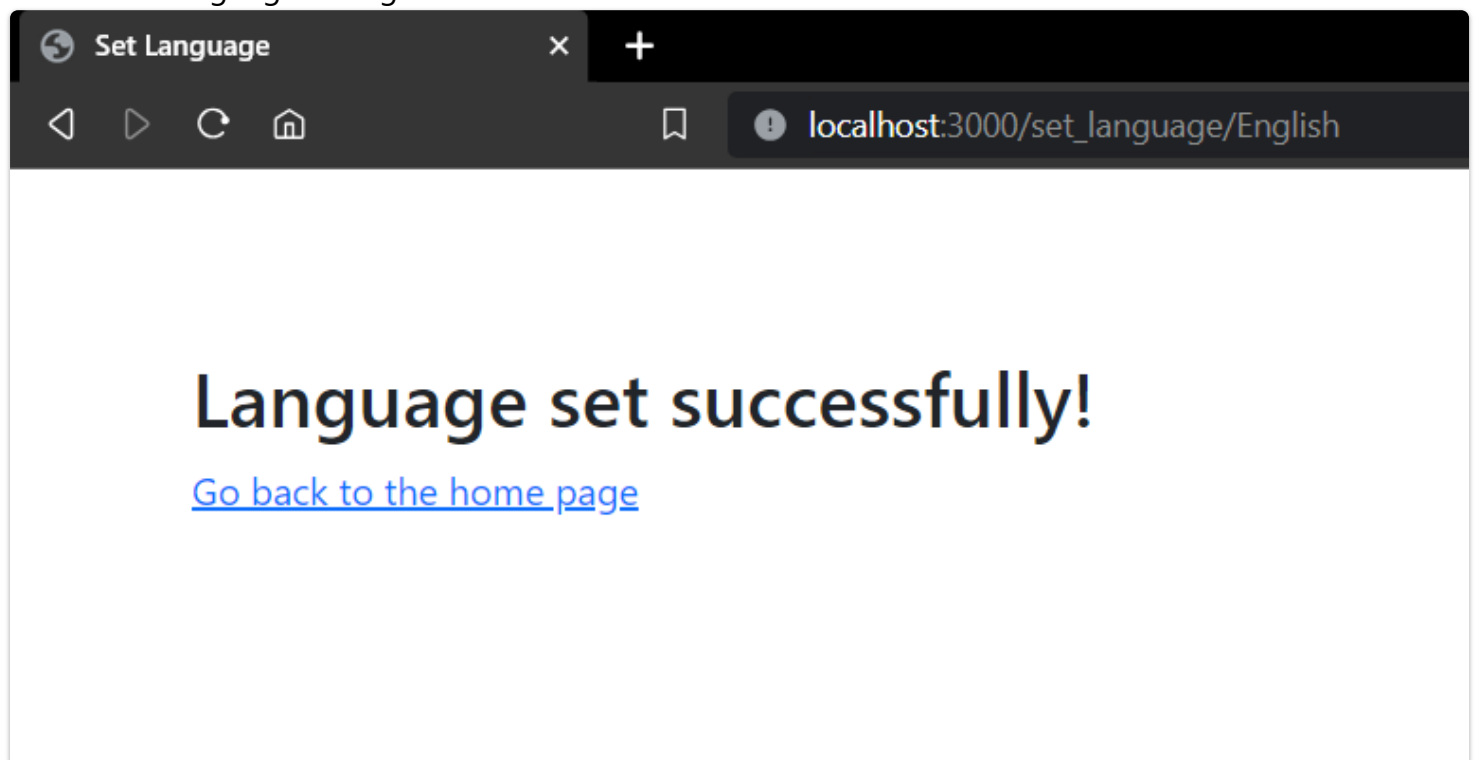 Set Language
localhost:3000/set_language/English
Language set successfully!
Go back to the home page